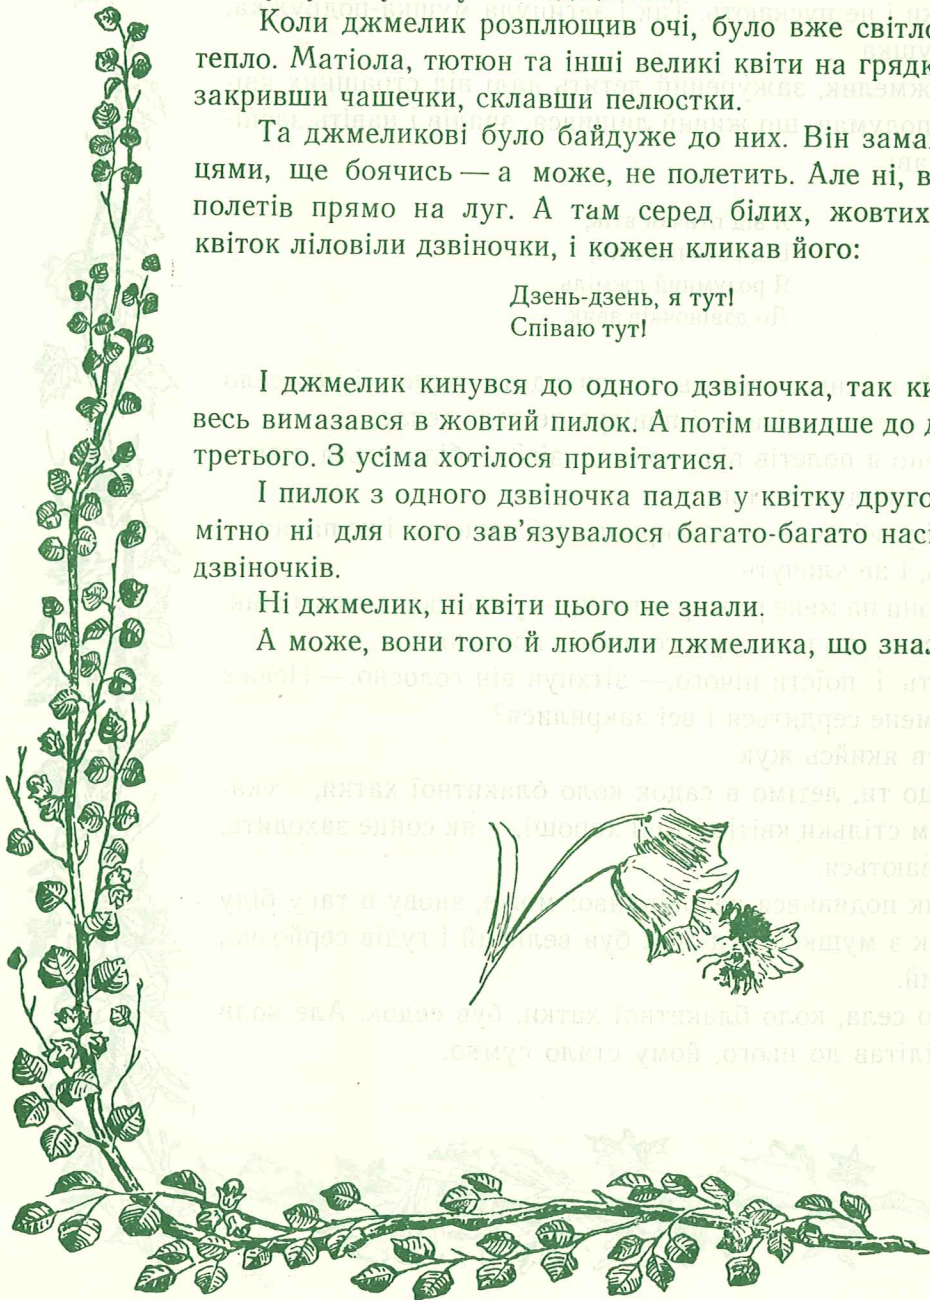 Коли джмелик розплющив очі, було вже світло
тепло. Матіола, тютюн та інші великі квіти на грядк
закривши чашечки, склавши пелюстки.
Та джмеликові було байдуже до них. Він зама
цями, ще боячись — а може, не полетить. Але ні, в
полетів прямо на луг. А там серед білих, жовтих
квіток ліловіли дзвіночки, і кожен кликав його:
Дзень-дзень, я тут!
Співаю тут!
І джмелик кинувся до одного дзвіночка, так ки
весь вимазався в жовтий пилок. А потім швидше до д
третього. З усіма хотілося привітатися.
І пилок з одного дзвіночка падав у квітку друго
мітно ні для кого зав'язувалося багато-багато насі
дзвіночків.
Ні джмелик, ні квіти цього не знали.
А може, вони того й любили джмелика, що знал